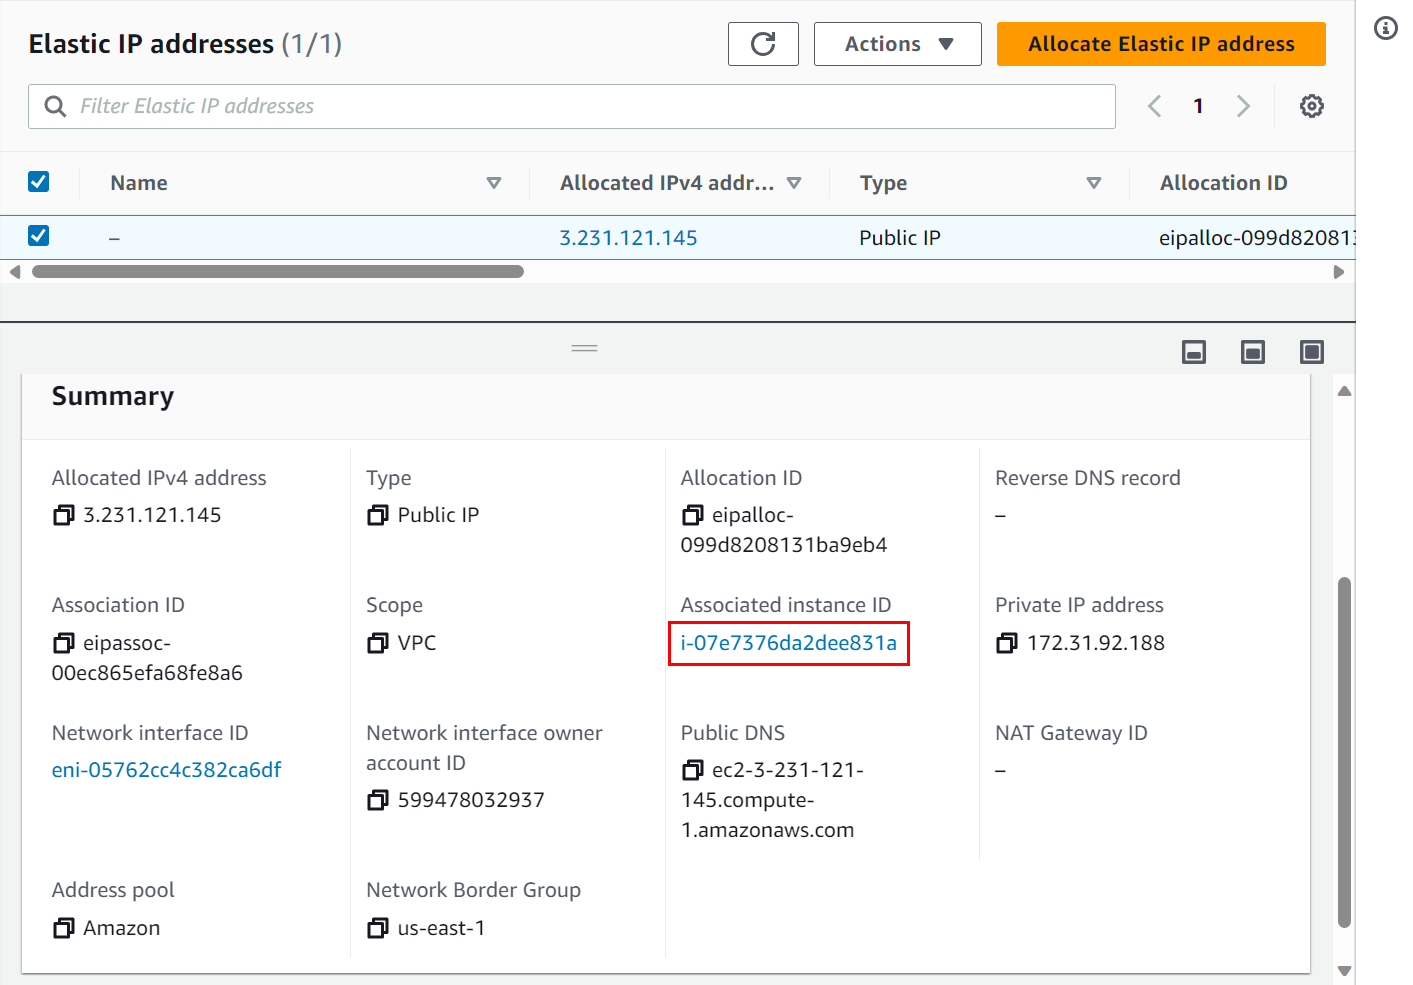 Elastic IP addresses (1/1)
Actions
Allocate Elastic IP address
Filter Elastic IP addresses
1
Name
Allocated IPv4 addr...
Type
Allocation ID
–
3.231.121.145
Public IP
eipalloc-099d820813
Summary
Allocated IPv4 address
3.231.121.145
Type
Public IP
Allocation ID
eipalloc-
099d8208131ba9eb4
Reverse DNS record
–
Association ID
eipassoc-
00ec865efa68fe8a6
Scope
VPC
Associated instance ID
i-07e7376da2dee831a
Private IP address
172.31.92.188
Network interface ID
eni-05762cc4c382ca6df
Network interface owner
account ID
599478032937
Public DNS
ec2-3-231-121-
145.compute-
1.amazonaws.com
NAT Gateway ID
–
Address pool
Amazon
Network Border Group
us-east-1